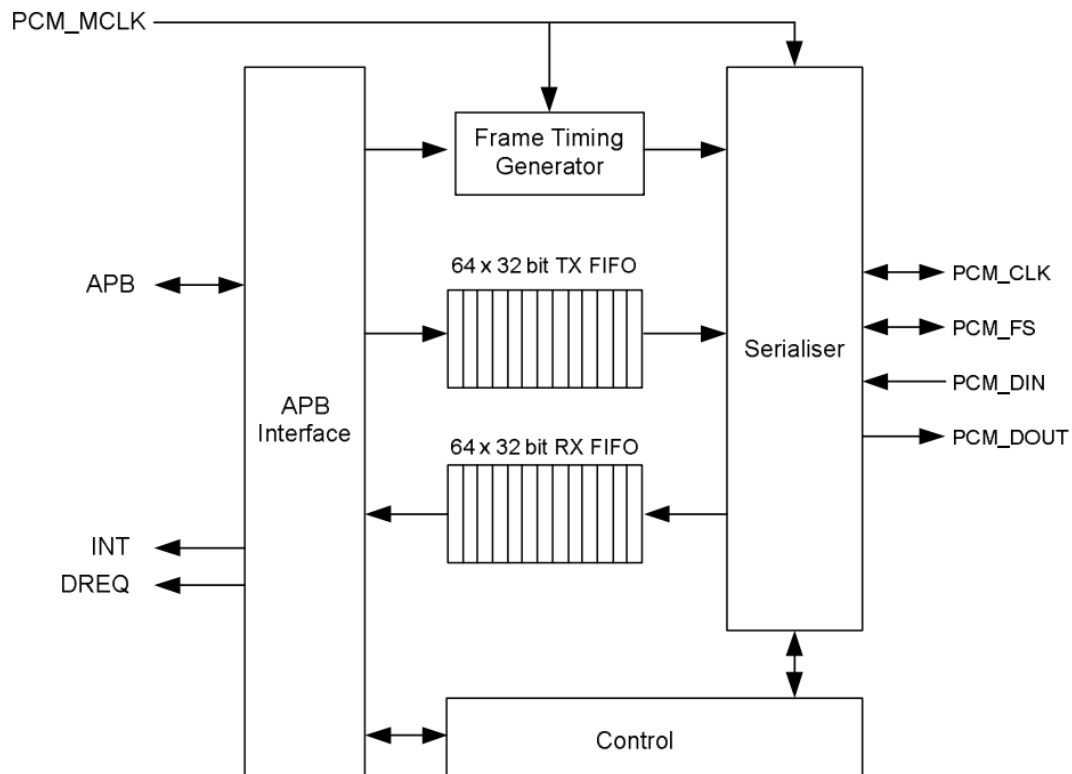 PCM_MCLK
Frame Timing
Generator
64 x 32 bit TX FIFO
APB
PCM_CLK
PCM_FS
Serialiser
PCM_DIN
APB
Interface
PCM_DOUT
64 x 32 bit RX FIFO
INT
DREQ
Control